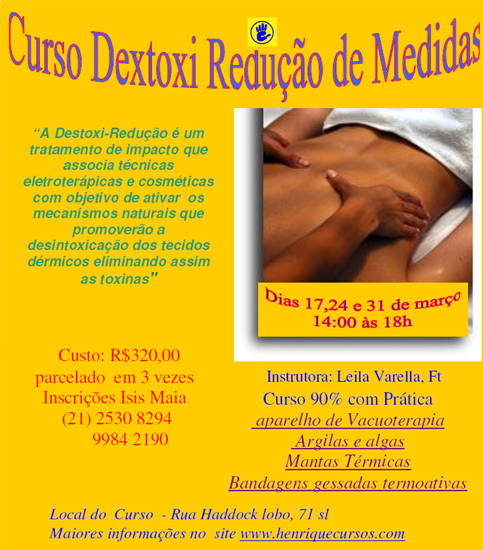 Curso Dextoxi Redução de Medidas
“A Destoxi-Redução é um
tratamento de impacto que
associa técnicas
eletroterápicas e cosméticas
com objetivo de ativar os
mecanismos naturais que
promoverão a
desintoxicação dos tecidos
dérmicos eliminando assim
as toxinas"
Dias 17,24 e 31 de março
14:00 às 18h
Custo: R$320,00
parcelado em 3 vezes
Inscrições Isis Maia
(21) 2530 8294
9984 2190
Instrutora: Leila Varella, Ft
Curso 90% com Prática
aparelho de Vacuoterapia
Argilas e algas
Mantas Térmicas
Bandagens gessadas termoativas
Local do Curso - Rua Haddock lobo, 71 sl
Maiores informações no site www.henriquecursos.com